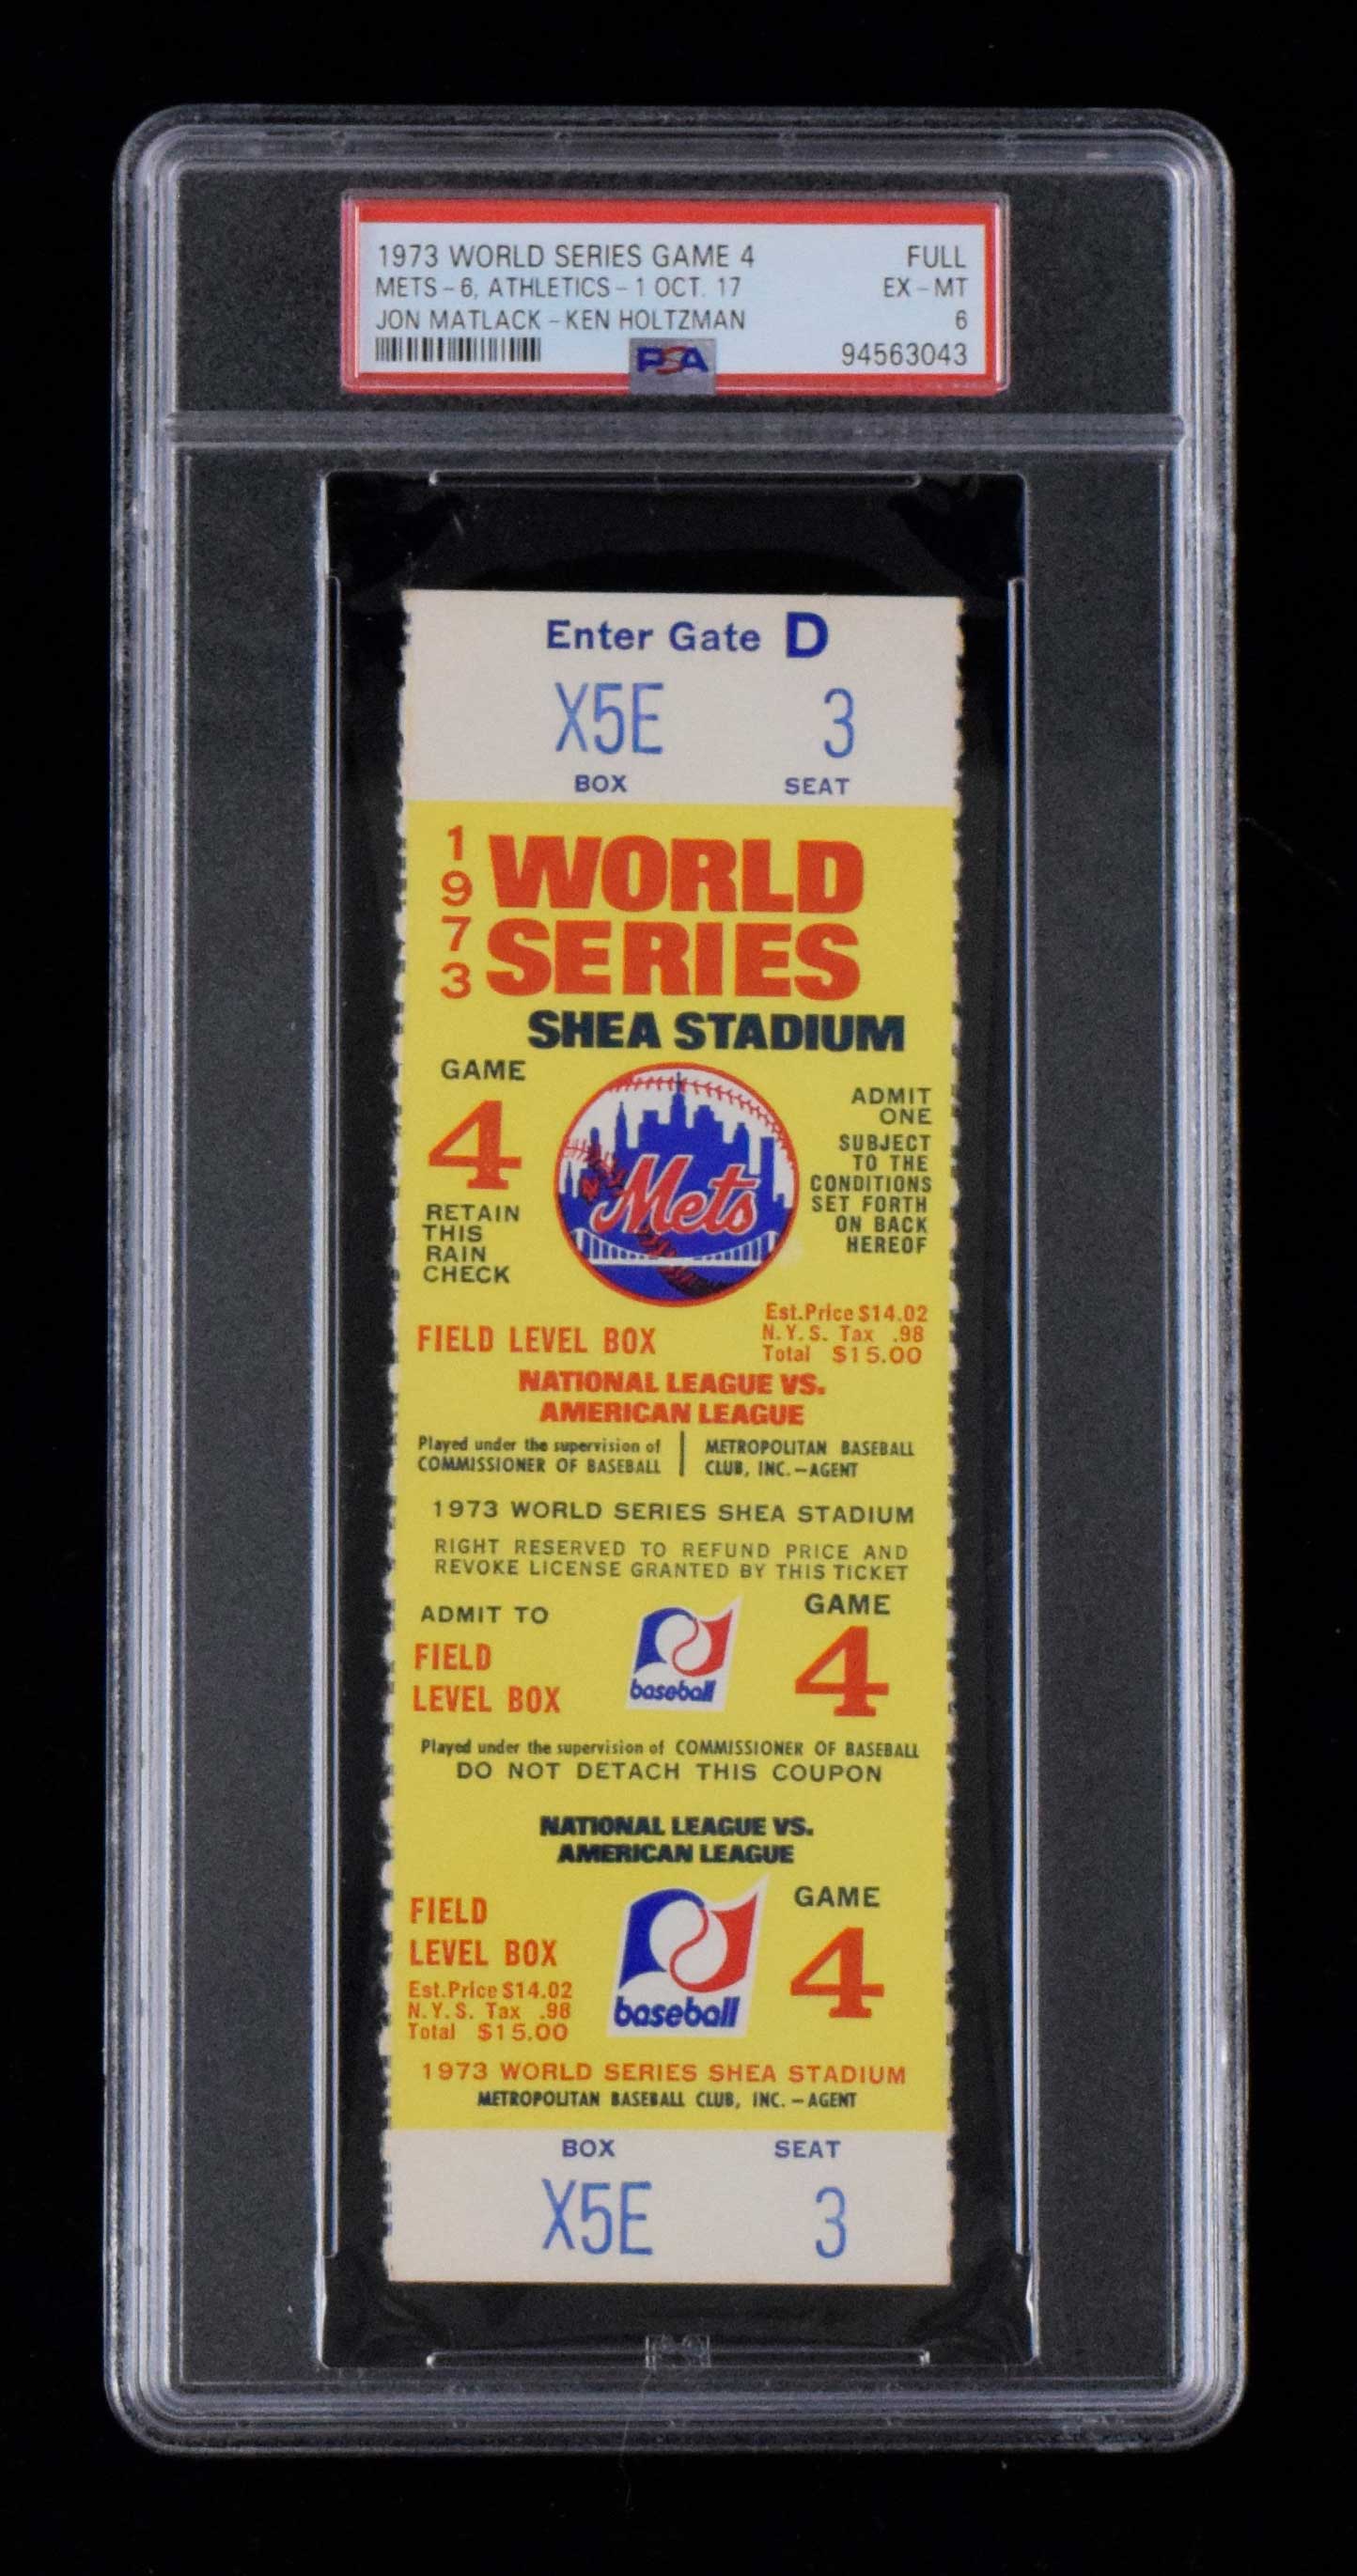 1973 WORLD SERIES GAME 4 FULL
METS-6, ATHLETICS-1 OCT. 17 EX-MT
JON MATLACK-KEN HOLTZMAN 6
PSA 94563043
Enter Gate D
X5E 3
BOX SEAT
1973
WORLD
SERIES
SHEA STADIUM
GAME
4
RETAIN
THIS
RAIN
CHECK
Mets
ADMIT
ONE
SUBJECT
TO THE
CONDITIONS
SET FORTH
ON BACK
HEREOF
FIELD LEVEL BOX
Est.Price $14.02
N.Y.S. Tax .98
Total $15.00
NATIONAL LEAGUE VS.
AMERICAN LEAGUE
Played under the supervision of
COMMISSIONER OF BASEBALL
METROPOLITAN BASEBALL
CLUB, INC.-AGENT
1973 WORLD SERIES SHEA STADIUM
RIGHT RESERVED TO REFUND PRICE AND
REVOKE LICENSE GRANTED BY THIS TICKET
ADMIT TO
FIELD
LEVEL BOX
baseball
GAME
4
Played under the supervision of COMMISSIONER OF BASEBALL
DO NOT DETACH THIS COUPON
NATIONAL LEAGUE VS.
AMERICAN LEAGUE
FIELD
LEVEL BOX
Est.Price $14.02
N.Y.S. Tax .98
Total $15.00
baseball
GAME
4
1973 WORLD SERIES SHEA STADIUM
METROPOLITAN BASEBALL CLUB, INC.-AGENT
BOX SEAT
X5E 3